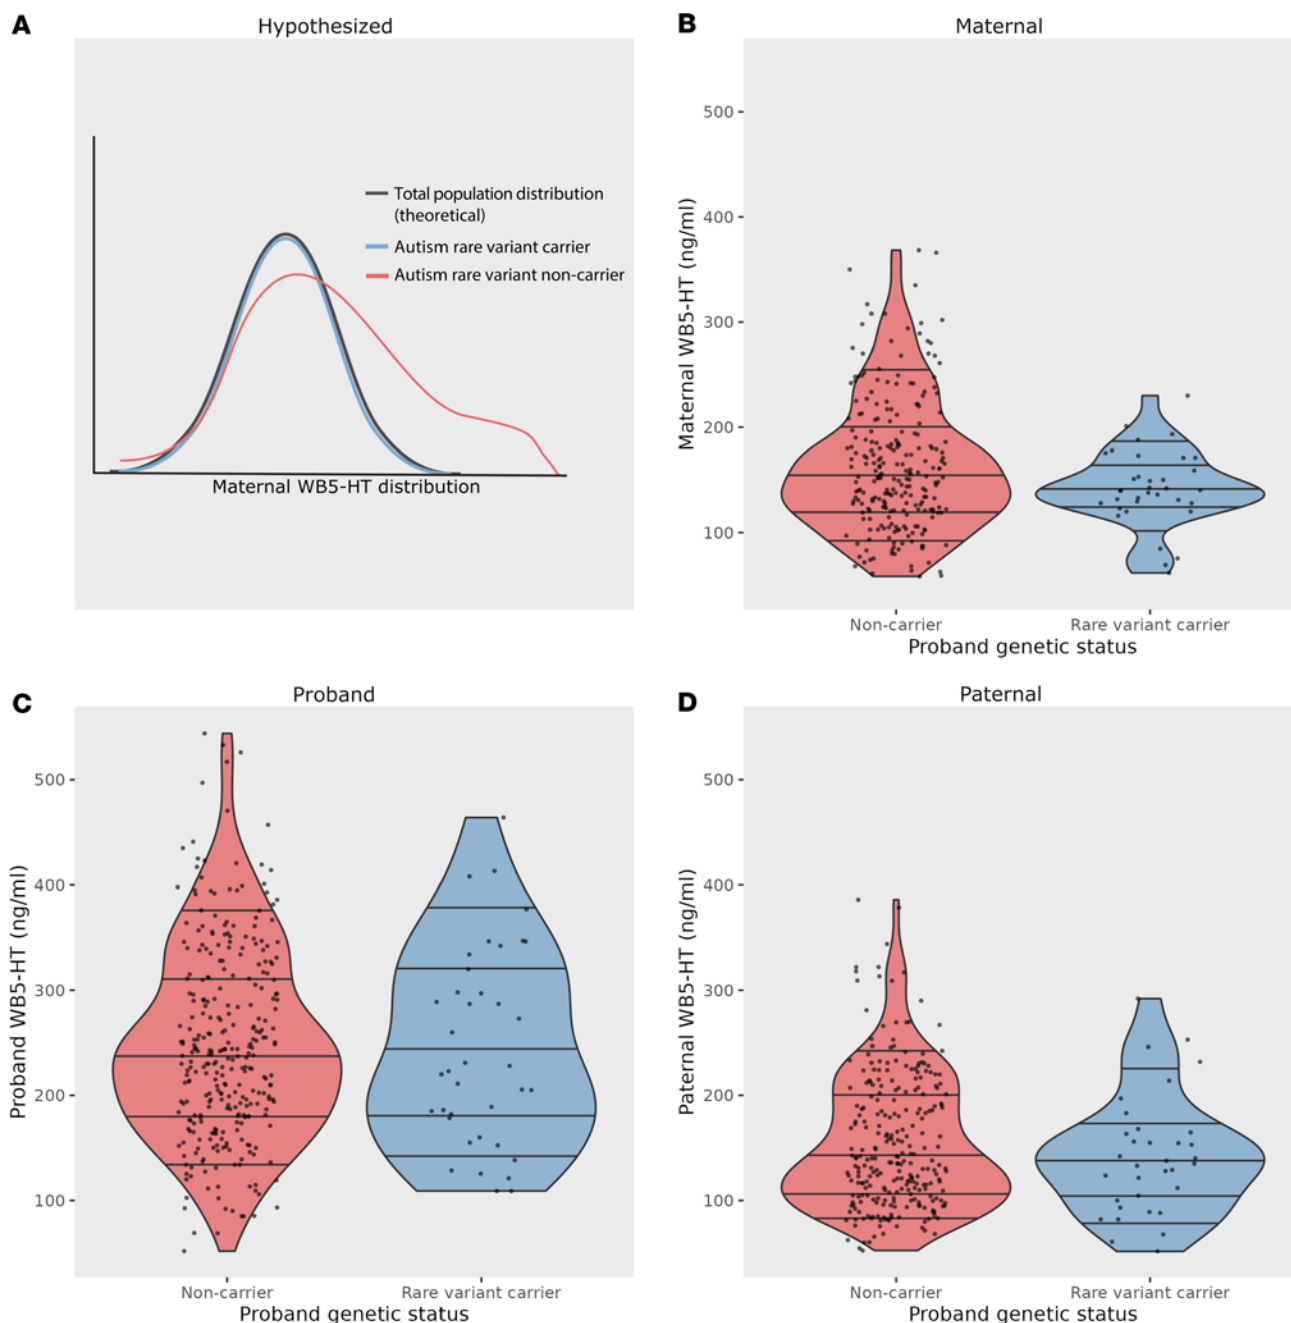 A
Hypothesized
Total population distribution
(theoretical)
Autism rare variant carrier
Autism rare variant non-carrier
Maternal WB5-HT distribution
B
Maternal
Maternal WB5-HT (ng/ml)
500
400
300
200
100
Non-carrier
Rare variant carrier
Proband genetic status
C
Proband
Proband WB5-HT (ng/ml)
500
400
300
200
100
Non-carrier
Rare variant carrier
Proband genetic status
D
Paternal
Paternal WB5-HT (ng/ml)
500
400
300
200
100
Non-carrier
Rare variant carrier
Proband genetic status